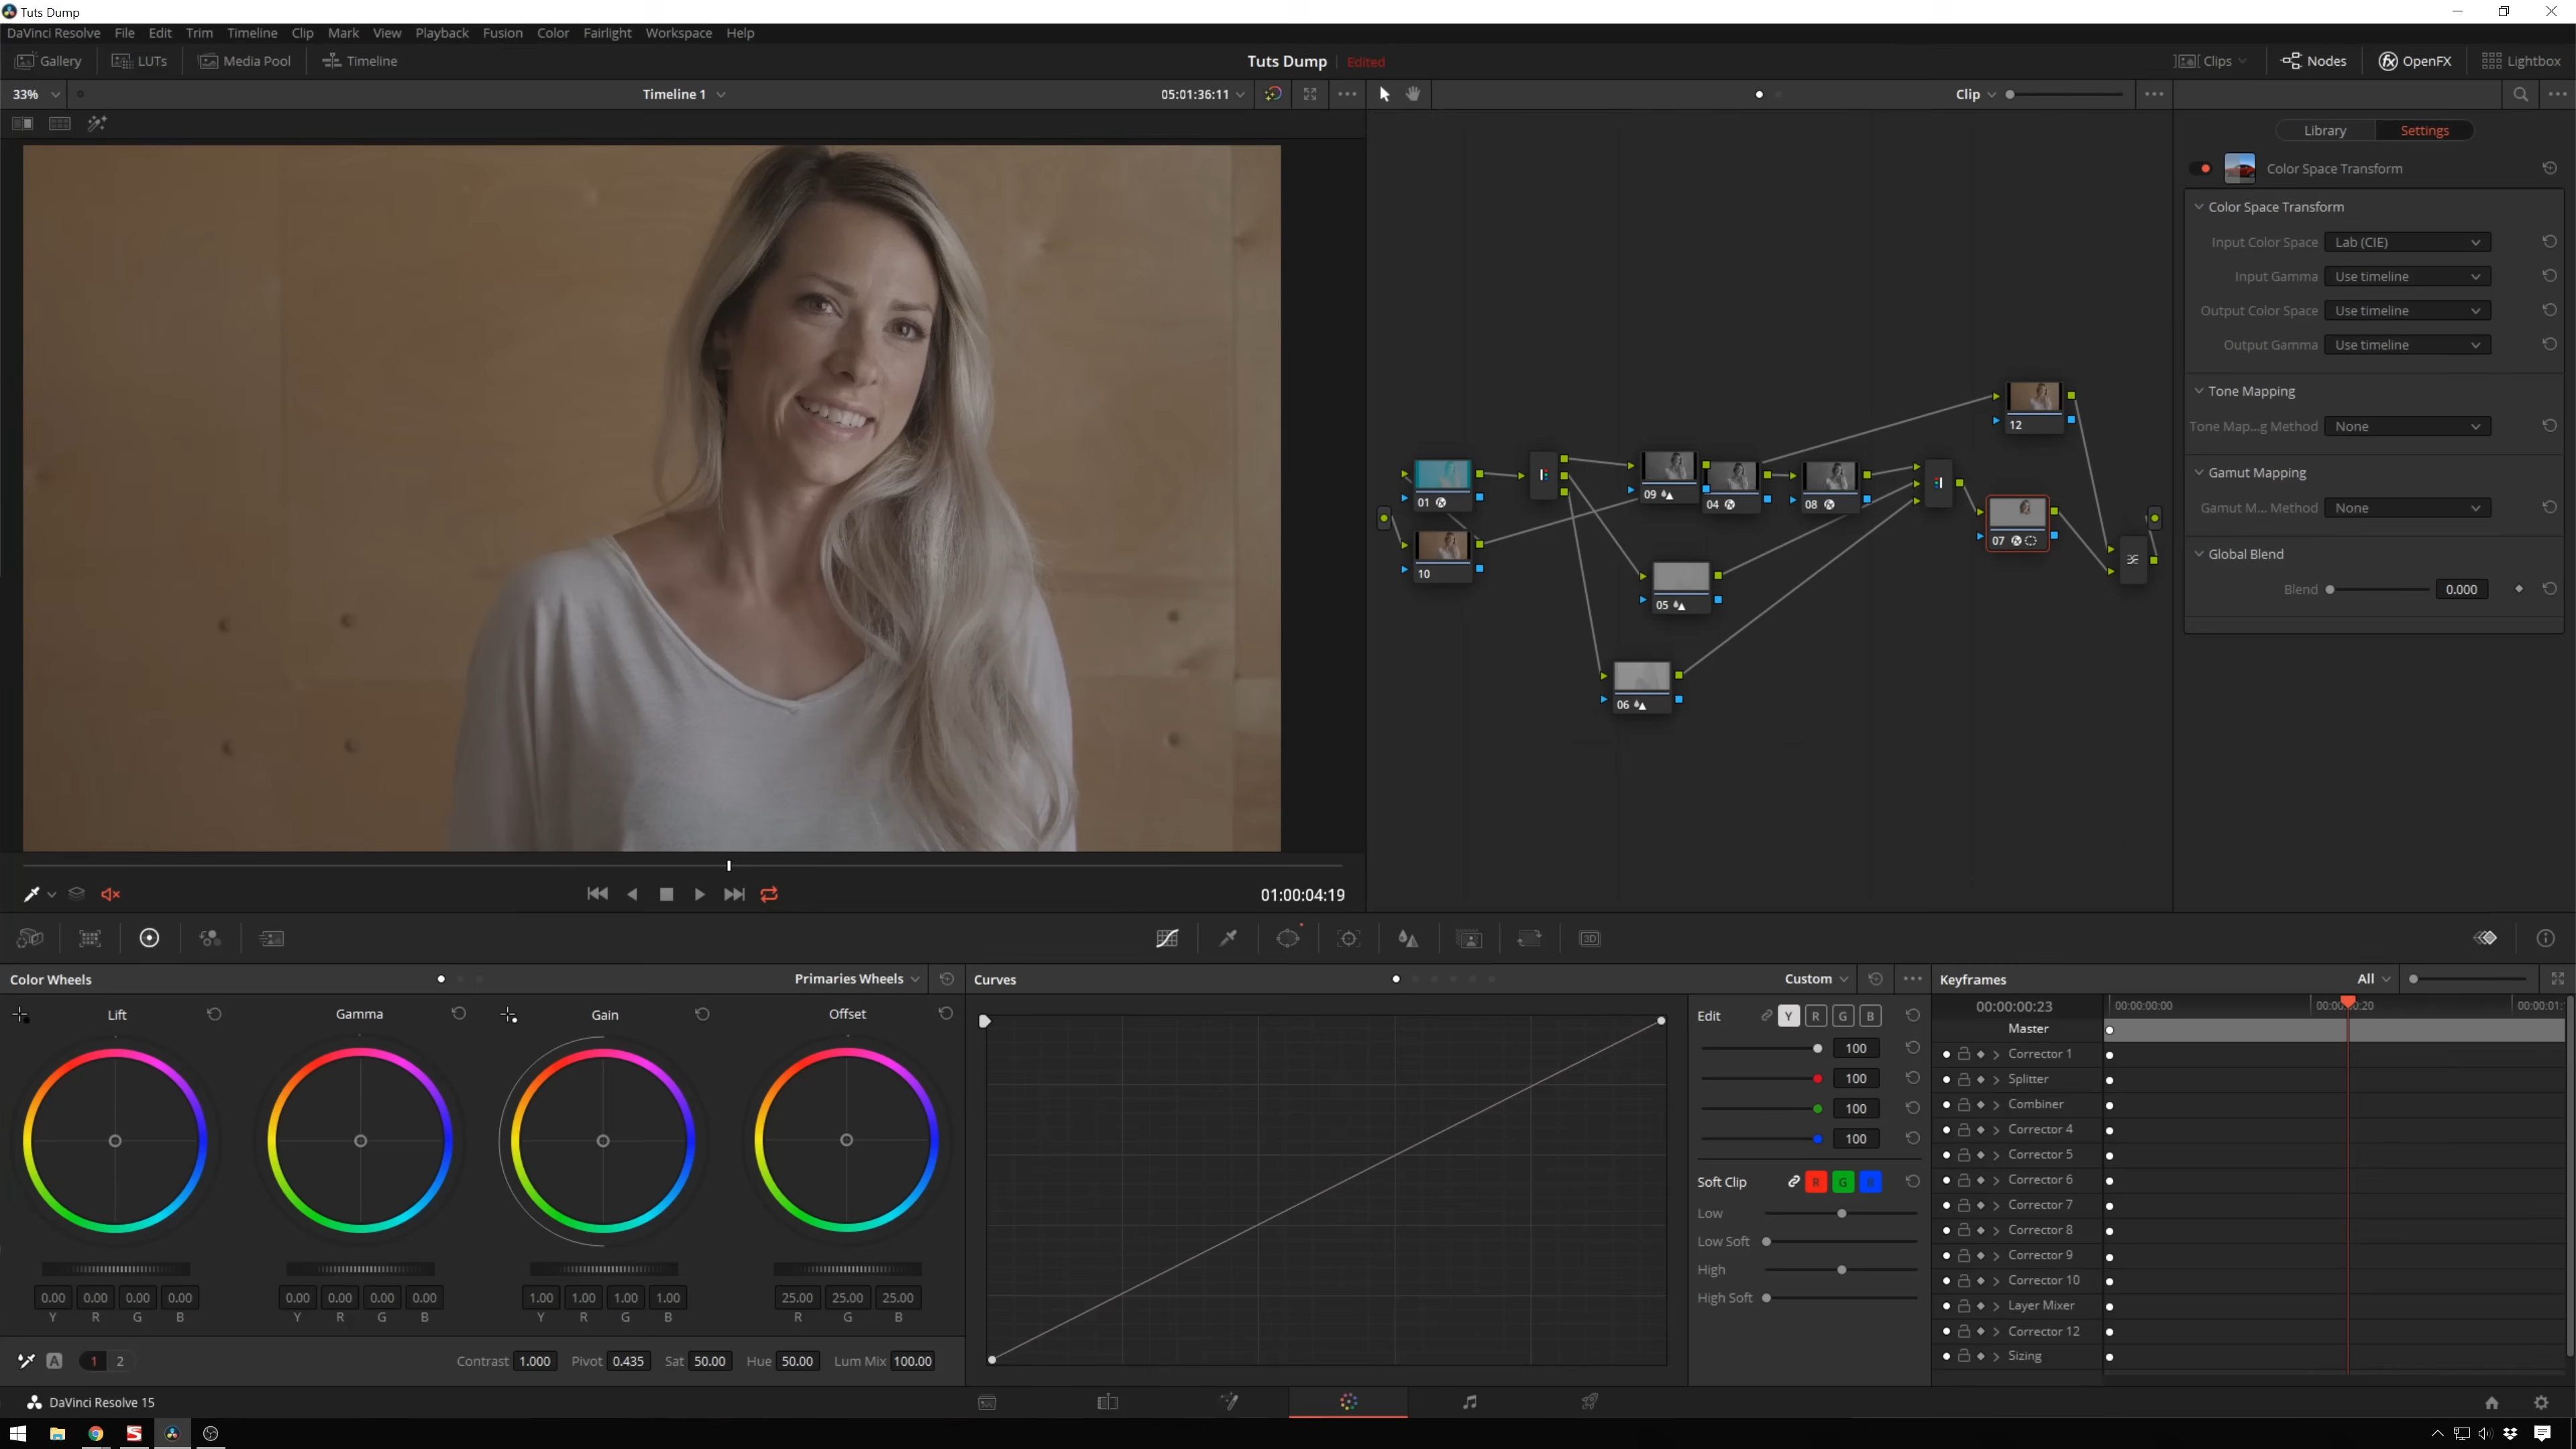 Tuts Dump
DaVinci Resolve File Edit Trim Timeline Clip Mark View Playback Fusion Color Fairlight Workspace Help
Gallery LUTs Media Pool Timeline Tuts Dump Edited Clips Nodes OpenFX Lightbox
33% Timeline 1 05:01:36:11 Clip
Library Settings
Color Space Transform
Color Space Transform
Input Color Space Lab (CIE)
Input Gamma Use timeline
Output Color Space Use timeline
Output Gamma Use timeline
Tone Mapping
Tone Map...g Method None
Gamut Mapping
Gamut M... Method None
Global Blend
Blend 0.000
12
01
09
04
08
07
10
05
06
01:00:04:19
3D
Color Wheels Primaries Wheels Curves Custom Keyframes All
Lift Gamma Gain Offset
Edit Y R G B
100
100
100
100
Soft Clip R G B
Low
Low Soft
High
High Soft
00:00:00:23 00:00:00:00 00:00:00:20 00:00:01:
Master
Corrector 1
Splitter
Combiner
Corrector 4
Corrector 5
Corrector 6
Corrector 7
Corrector 8
Corrector 9
Corrector 10
Layer Mixer
Corrector 12
Sizing
0.00 0.00 0.00 0.00 0.00 0.00 0.00 0.00 1.00 1.00 1.00 1.00 25.00 25.00 25.00
Y R G B Y R G B Y R G B R G B
A 1 2 Contrast 1.000 Pivot 0.435 Sat 50.00 Hue 50.00 Lum Mix 100.00
DaVinci Resolve 15